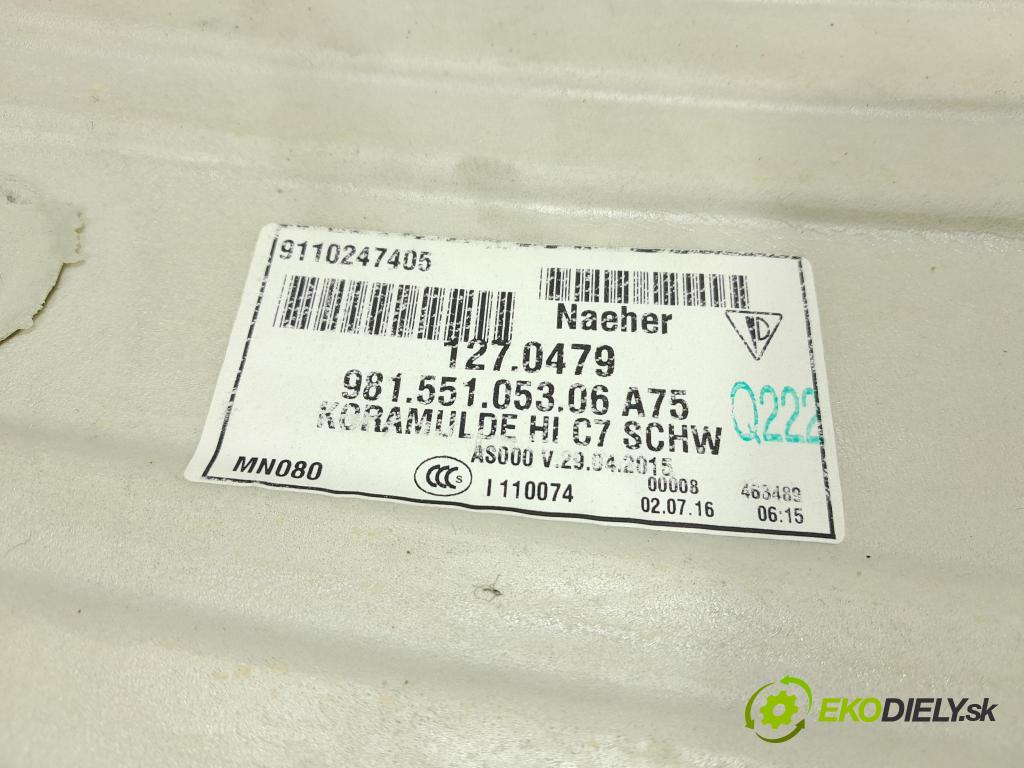 9110247405
Naeher
D
127.0479
981.551.053.06 A75
Q222
KORAMULDE HI C7 SCHW
AS000 V.29.04.2015
MN080
CCC S
I 110074
00008
463489
02.07.16
06:15
EKODIELY.sk